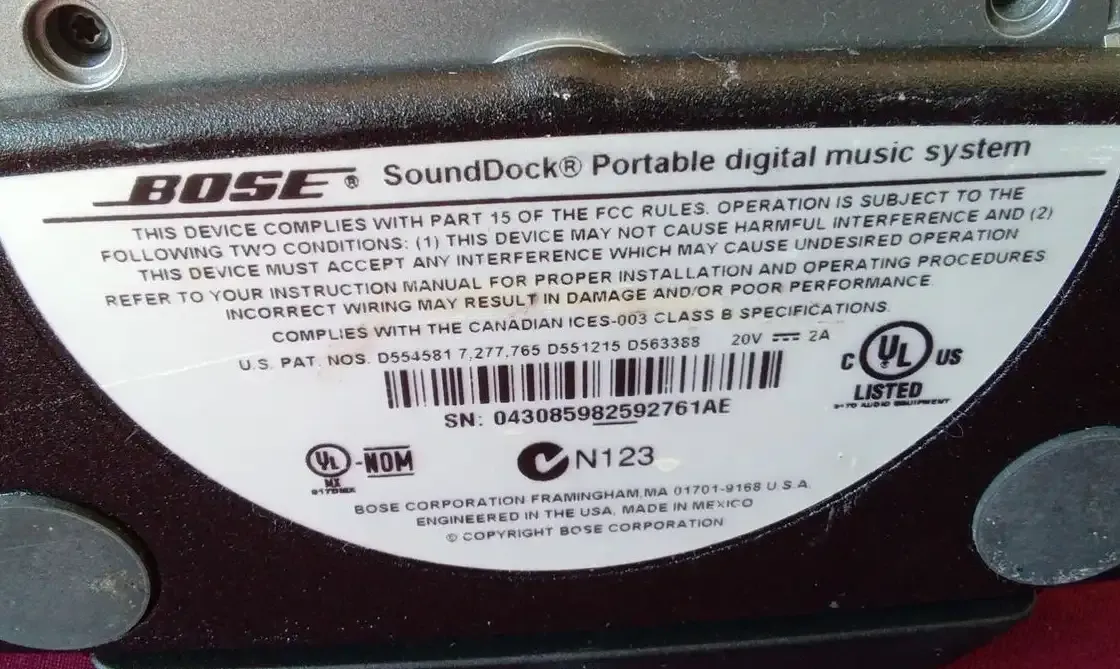 BOSE® SoundDock® Portable digital music system
THIS DEVICE COMPLIES WITH PART 15 OF THE FCC RULES. OPERATION IS SUBJECT TO THE
FOLLOWING TWO CONDITIONS: (1) THIS DEVICE MAY NOT CAUSE HARMFUL INTERFERENCE AND (2)
THIS DEVICE MUST ACCEPT ANY INTERFERENCE WHICH MAY CAUSE UNDESIRED OPERATION
REFER TO YOUR INSTRUCTION MANUAL FOR PROPER INSTALLATION AND OPERATING PROCEDURES
INCORRECT WIRING MAY RESULT IN DAMAGE AND/OR POOR PERFORMANCE.
COMPLIES WITH THE CANADIAN ICES-003 CLASS B SPECIFICATIONS.
U.S. PAT. NOS. D554581 7,277,765 D551215 D563388 20V ⎓ 2A
C UL US
LISTED
917D AUDIO EQUIPMENT
SN: 043085982592761AE
UL-NOM
MX
917DMX
N123
BOSE CORPORATION FRAMINGHAM, MA 01701-9168 U.S.A.
ENGINEERED IN THE USA, MADE IN MEXICO
© COPYRIGHT BOSE CORPORATION